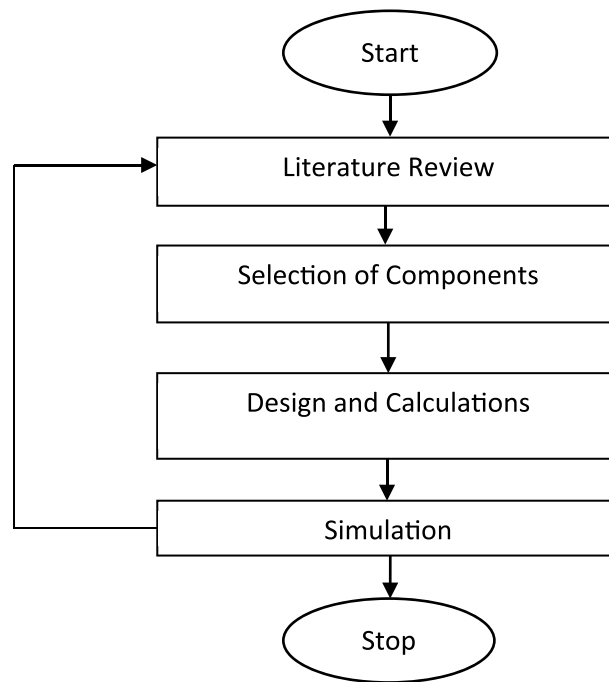 Start
Literature Review
Selection of Components
Design and Calculations
Simulation
Stop